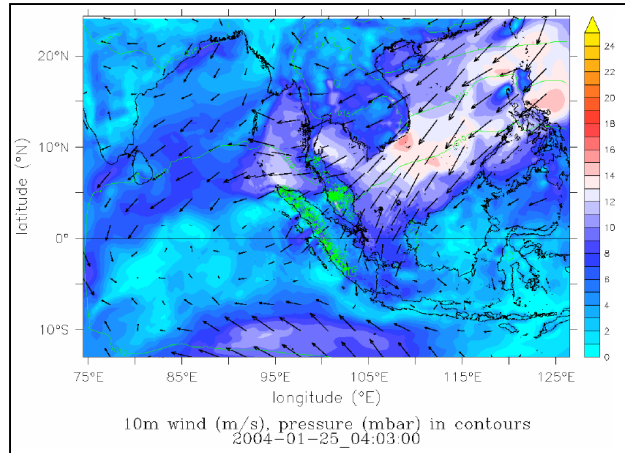 20°N
10°N
0°
10°S
latitude (°N)
75°E
85°E
95°E
105°E
115°E
125°E
longitude (°E)
24
22
20
18
16
14
12
10
8
6
4
2
0
10m wind (m/s), pressure (mbar) in contours
2004-01-25_04:03:00